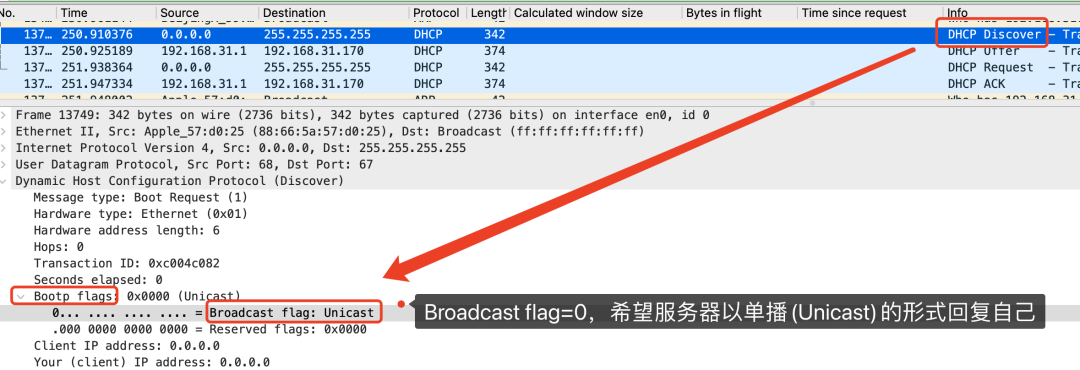 No. Time Source Destination Protocol Lengtl Calculated window size Bytes in flight Time since request Info
137… 250.910376 0.0.0.0 255.255.255.255 DHCP 342 DHCP Discover – Tra
137… 250.925189 192.168.31.1 192.168.31.170 DHCP 374 DHCP Offer – Tra
137… 251.938364 0.0.0.0 255.255.255.255 DHCP 342 DHCP Request – Tra
137… 251.947334 192.168.31.1 192.168.31.170 DHCP 374 DHCP ACK – Tra
Frame 13749: 342 bytes on wire (2736 bits), 342 bytes captured (2736 bits) on interface en0, id 0
Ethernet II, Src: Apple_57:d0:25 (88:66:5a:57:d0:25), Dst: Broadcast (ff:ff:ff:ff:ff:ff)
Internet Protocol Version 4, Src: 0.0.0.0, Dst: 255.255.255.255
User Datagram Protocol, Src Port: 68, Dst Port: 67
Dynamic Host Configuration Protocol (Discover)
Message type: Boot Request (1)
Hardware type: Ethernet (0x01)
Hardware address length: 6
Hops: 0
Transaction ID: 0xc004c082
Seconds elapsed: 0
Bootp flags: 0x0000 (Unicast)
0... .... .... .... = Broadcast flag: Unicast
Broadcast flag=0，希望服务器以单播(Unicast)的形式回复自己
.000 0000 0000 0000 = Reserved flags: 0x0000
Client IP address: 0.0.0.0
Your (client) IP address: 0.0.0.0